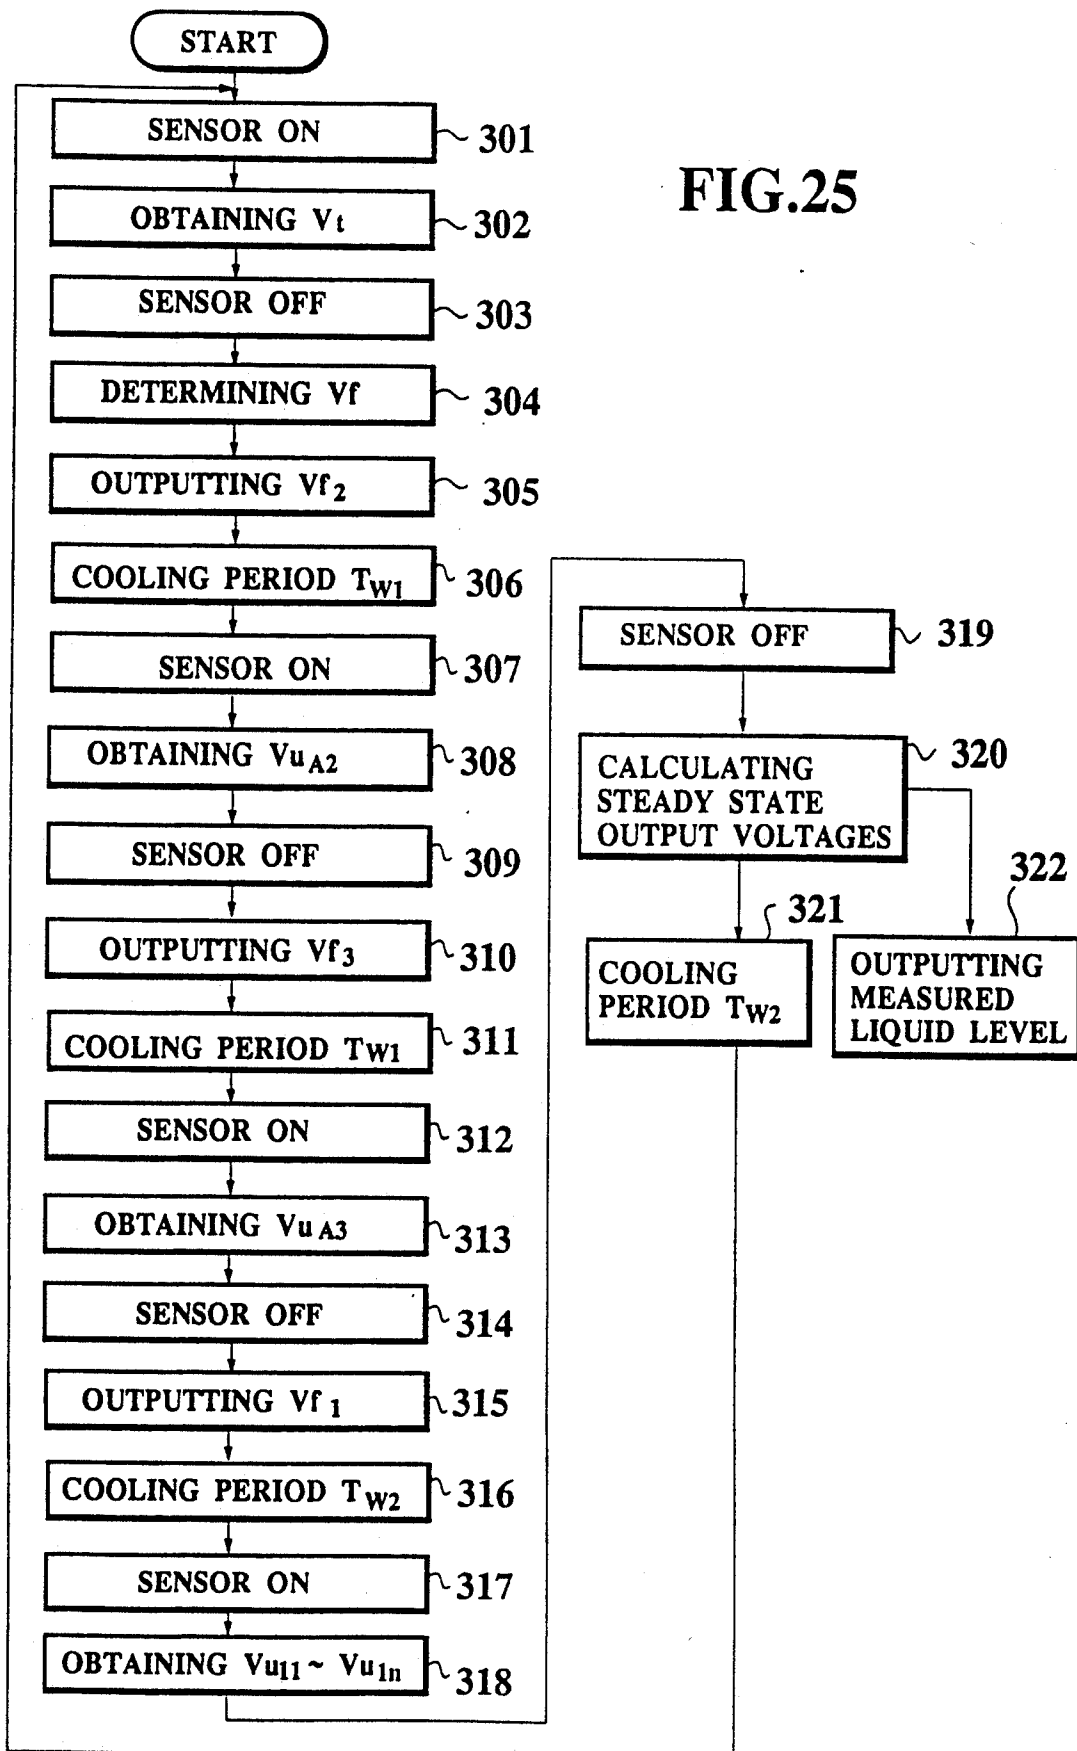 START
SENSOR ON
301
FIG.25
OBTAINING Vt
302
SENSOR OFF
303
DETERMINING Vf
304
OUTPUTTING Vf2
305
COOLING PERIOD TW1
306
SENSOR ON
307
OBTAINING VuA2
308
SENSOR OFF
309
OUTPUTTING Vf3
310
COOLING PERIOD TW1
311
SENSOR ON
312
OBTAINING VuA3
313
SENSOR OFF
314
OUTPUTTING Vf1
315
COOLING PERIOD TW2
316
SENSOR ON
317
OBTAINING Vu11~ Vu1n
318
SENSOR OFF
319
CALCULATING
STEADY STATE
OUTPUT VOLTAGES
320
COOLING
PERIOD TW2
321
OUTPUTTING
MEASURED
LIQUID LEVEL
322